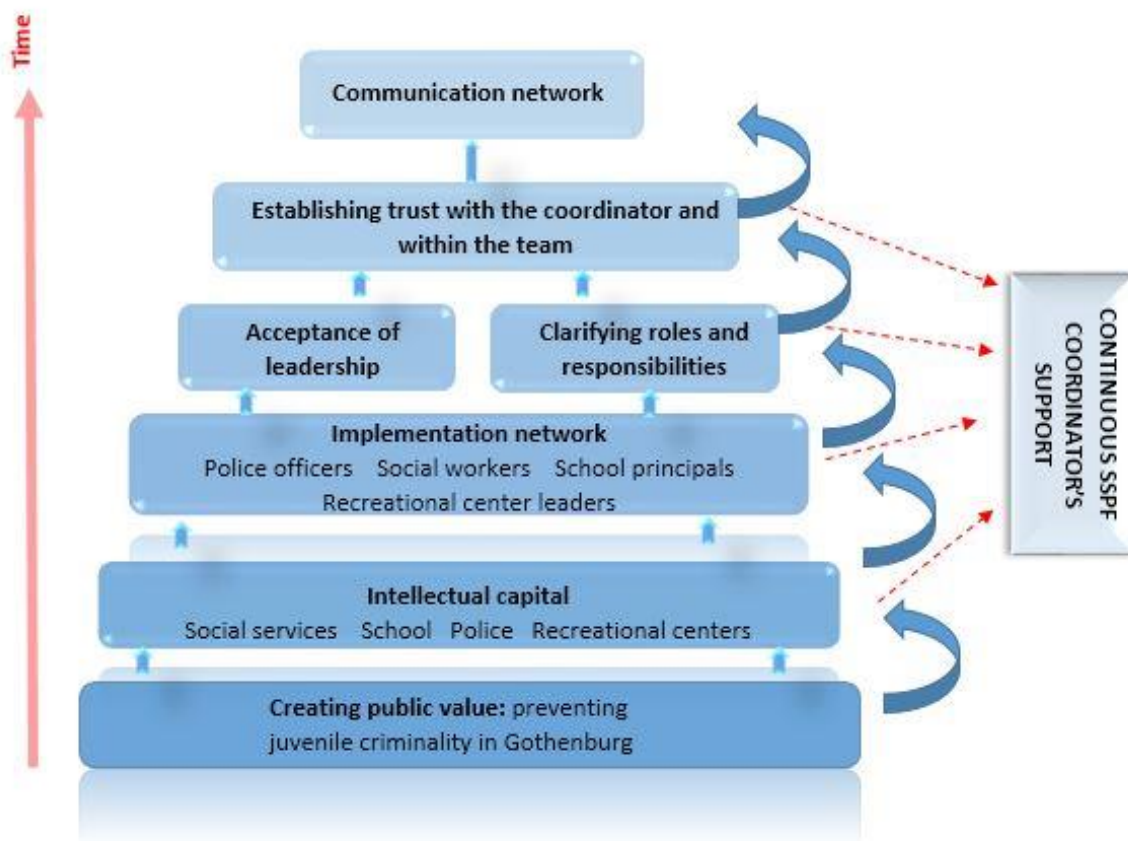 Time
Communication network
Establishing trust with the coordinator and
within the team
Acceptance of
leadership
Clarifying roles and
responsibilities
Implementation network
Police officers Social workers School principals
Recreational center leaders
Intellectual capital
Social services School Police Recreational centers
Creating public value: preventing
juvenile criminality in Gothenburg
CONTINUOUS SSPF
COORDINATOR'S
SUPPORT